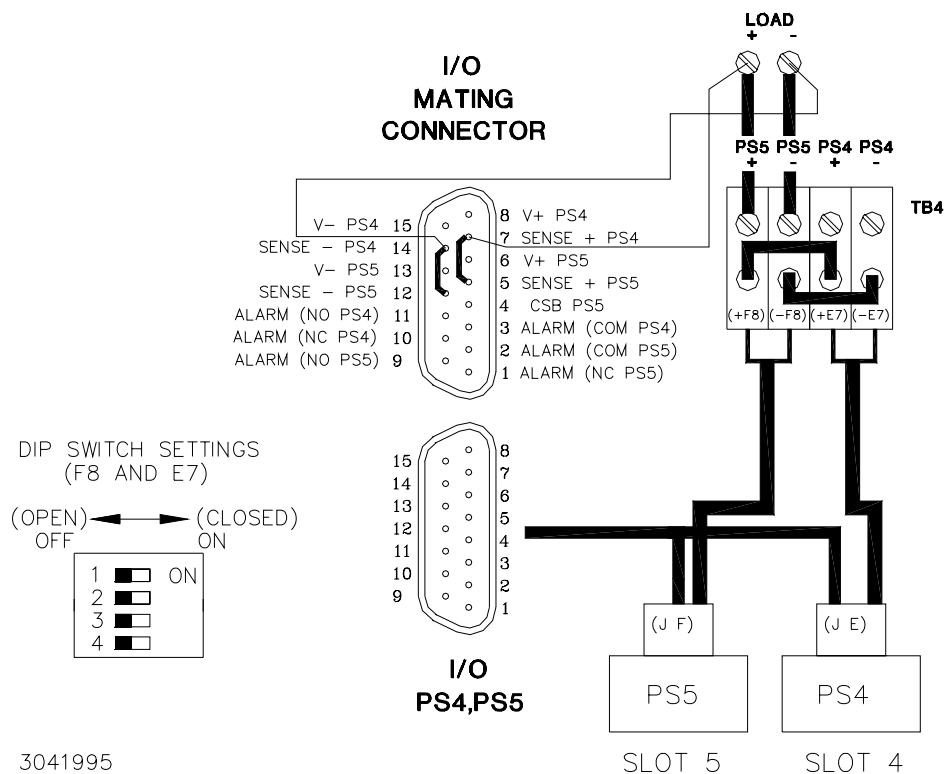 LOAD
+ -
I/O
MATING
CONNECTOR
PS5 PS5 PS4 PS4
+ - + -
TB4
V- PS4 15
SENSE - PS4 14
V- PS5 13
SENSE - PS5 12
ALARM (NO PS4) 11
ALARM (NC PS4) 10
ALARM (NO PS5) 9
8 V+ PS4
7 SENSE + PS4
6 V+ PS5
5 SENSE + PS5
4 CSB PS5
3 ALARM (COM PS4)
2 ALARM (COM PS5)
1 ALARM (NC PS5)
(+F8) (-F8) (+E7) (-E7)
DIP SWITCH SETTINGS
(F8 AND E7)
(OPEN) (CLOSED)
OFF ON
1 ON
2
3
4
15
14
13
12
11
10
9
8
7
6
5
4
3
2
1
I/O
PS4,PS5
(J F) (J E)
PS5 PS4
SLOT 5 SLOT 4
3041995